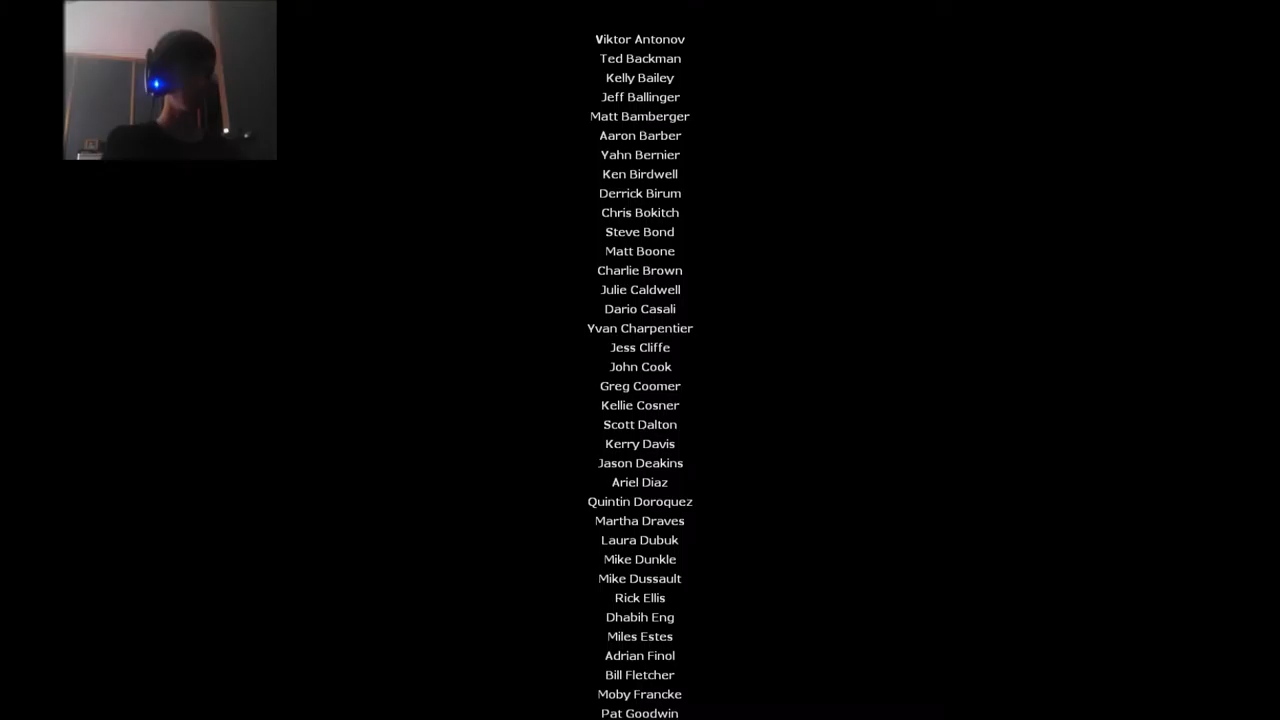 Viktor Antonov
Ted Backman
Kelly Bailey
Jeff Ballinger
Matt Bamberger
Aaron Barber
Yahn Bernier
Ken Birdwell
Derrick Birum
Chris Bokitch
Steve Bond
Matt Boone
Charlie Brown
Julie Caldwell
Dario Casali
Yvan Charpentier
Jess Cliffe
John Cook
Greg Coomer
Kellie Cosner
Scott Dalton
Kerry Davis
Jason Deakins
Ariel Diaz
Quintin Doroquez
Martha Draves
Laura Dubuk
Mike Dunkle
Mike Dussault
Rick Ellis
Dhabih Eng
Miles Estes
Adrian Finol
Bill Fletcher
Moby Francke
Pat Goodwin